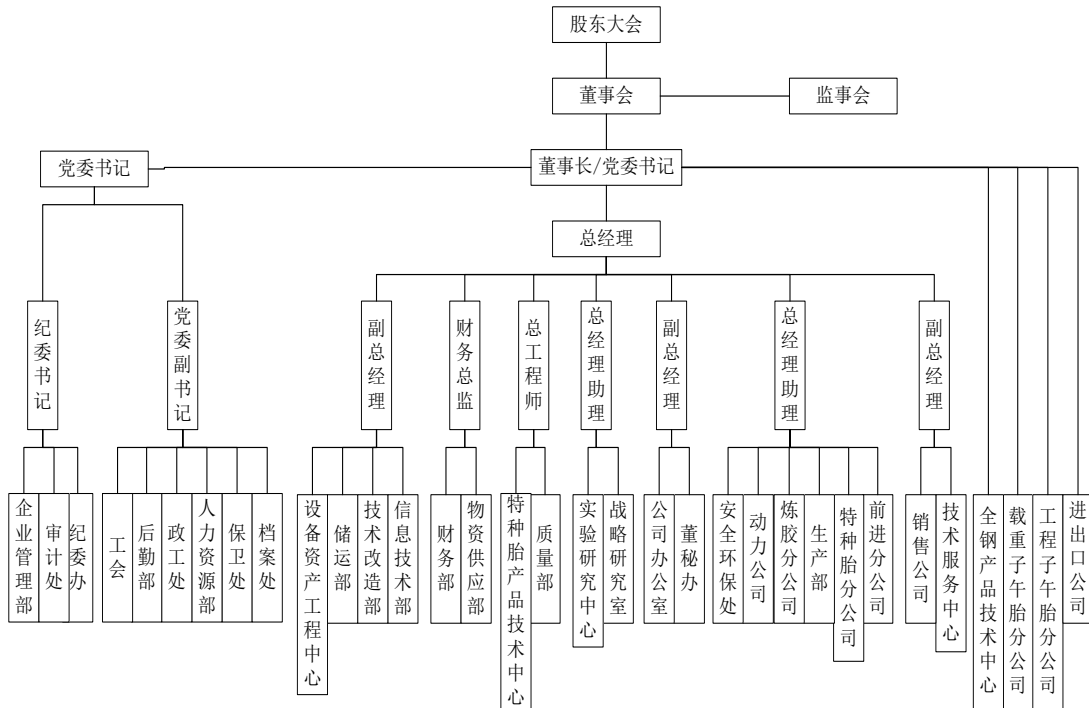 股东大会
董事会
监事会
党委书记
董事长/党委书记
总经理
纪委书记
党委副书记
副总经理
财务总监
总工程师
总经理助理
副总经理
总经理助理
副总经理
企业管理部
审计处
纪委办
工会
后勤部
政工处
人力资源部
保卫处
档案处
设备资产工程中心
储运部
技术改造部
信息技术部
财务部
物资供应部
特种胎产品技术中心
质量部
实验研究中心
战略研究室
公司办公室
董秘办
安全环保处
动力公司
炼胶分公司
生产部
特种胎分公司
前进分公司
销售公司
技术服务中心
全钢产品技术中心
载重子午胎分公司
工程子午胎分公司
进出口公司